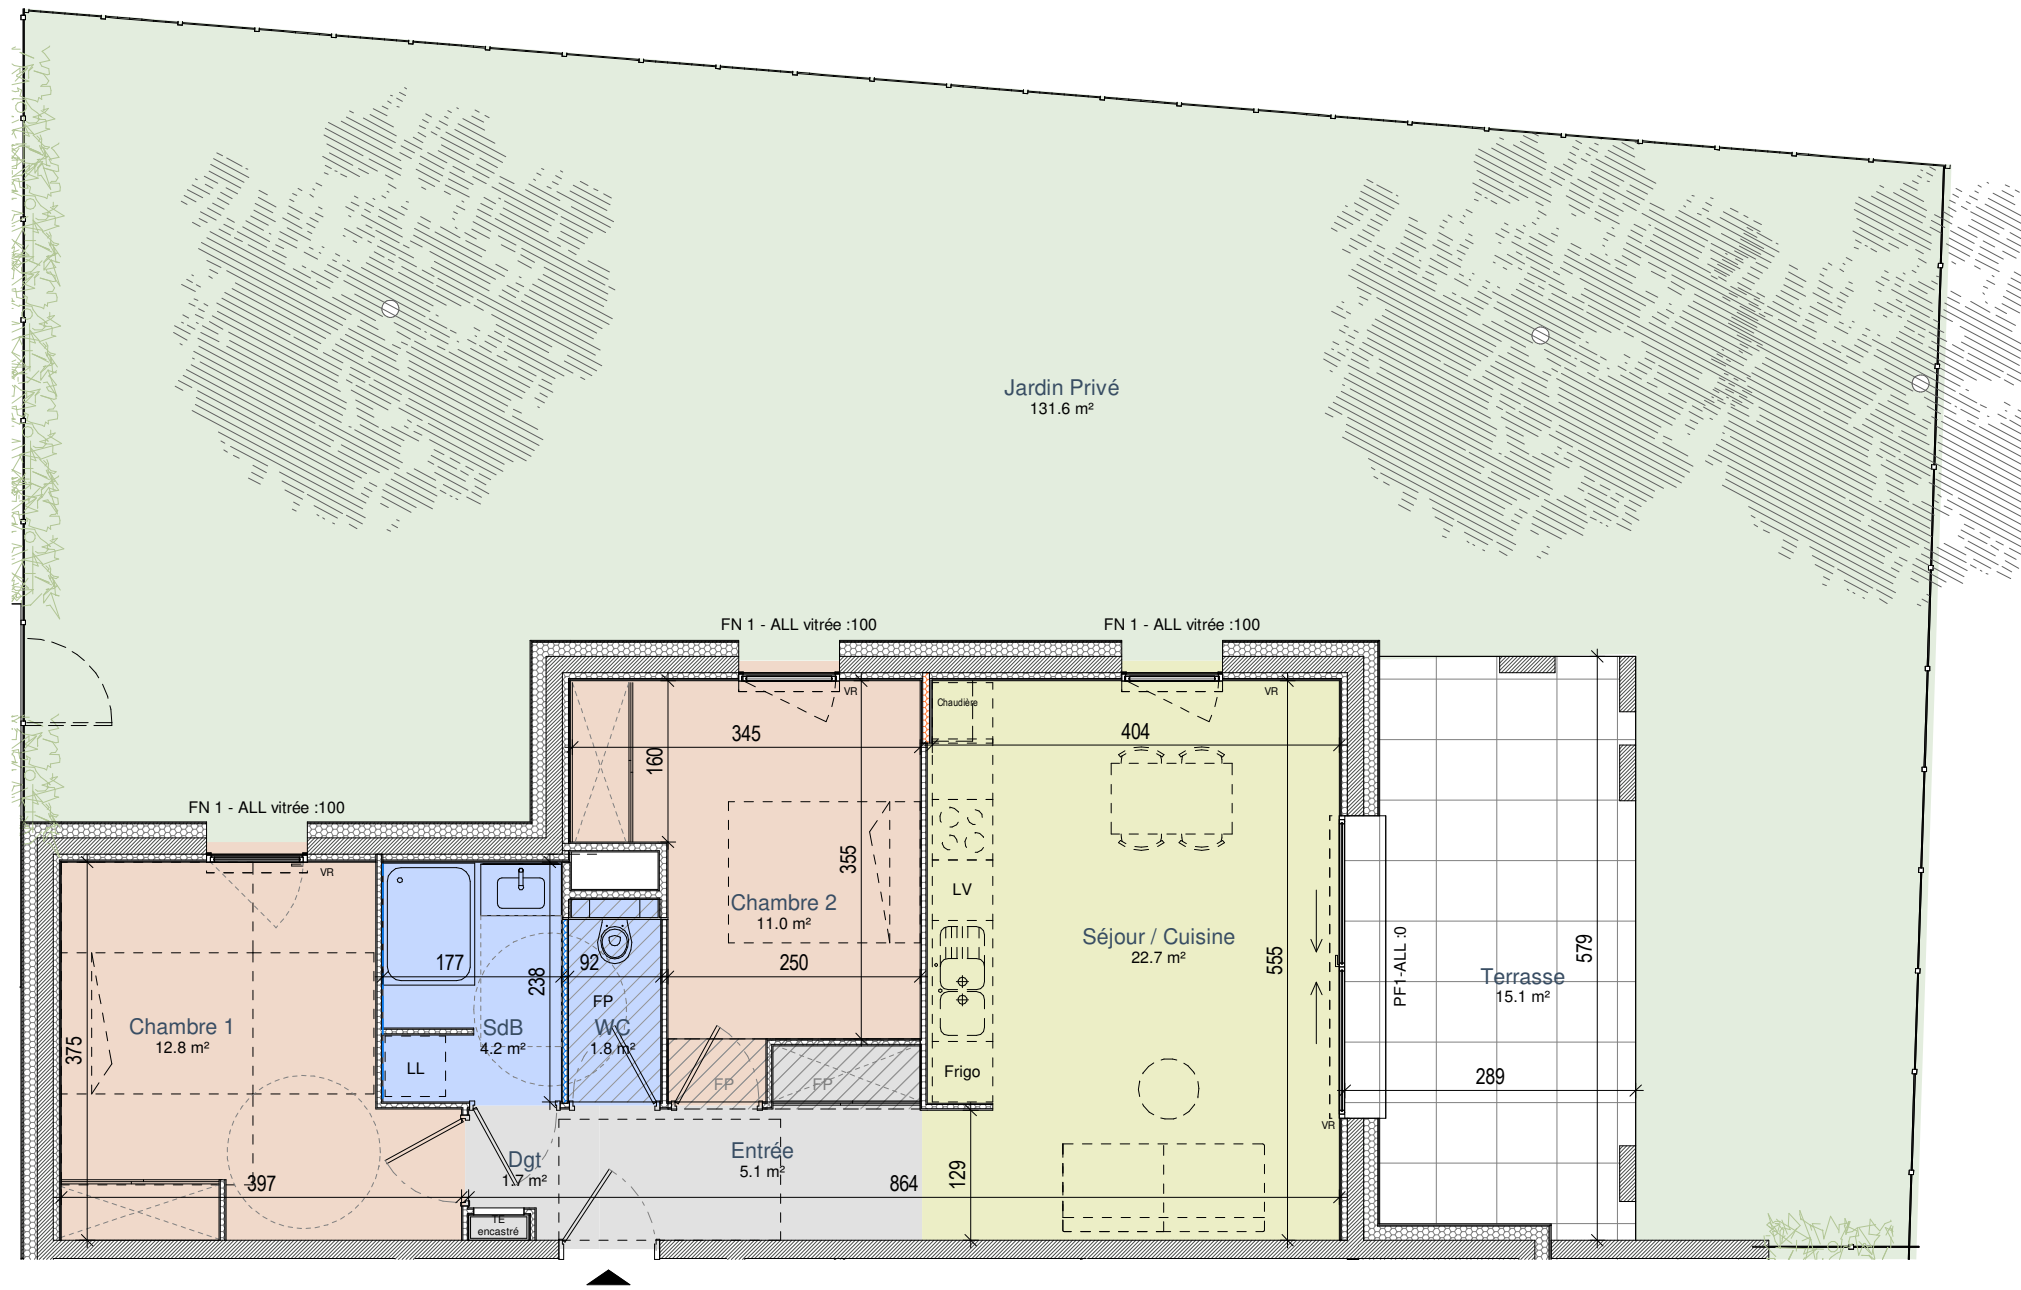 Jardin Privé
131.6 m²
FN 1 - ALL vitrée :100
FN 1 - ALL vitrée :100
VR
VR
Chaudière
345
404
160
FN 1 - ALL vitrée :100
VR
355
LV
Chambre 2
11.0 m²
Séjour / Cuisine
22.7 m²
555
PF1-ALL :0
579
Terrasse
15.1 m²
177
92
250
238
FP
Chambre 1
12.8 m²
375
SdB
4.2 m²
WC
1.8 m²
LL
FP
FP
Frigo
289
VR
Dgt
1.7 m²
Entrée
5.1 m²
129
397
864
TE
encastré